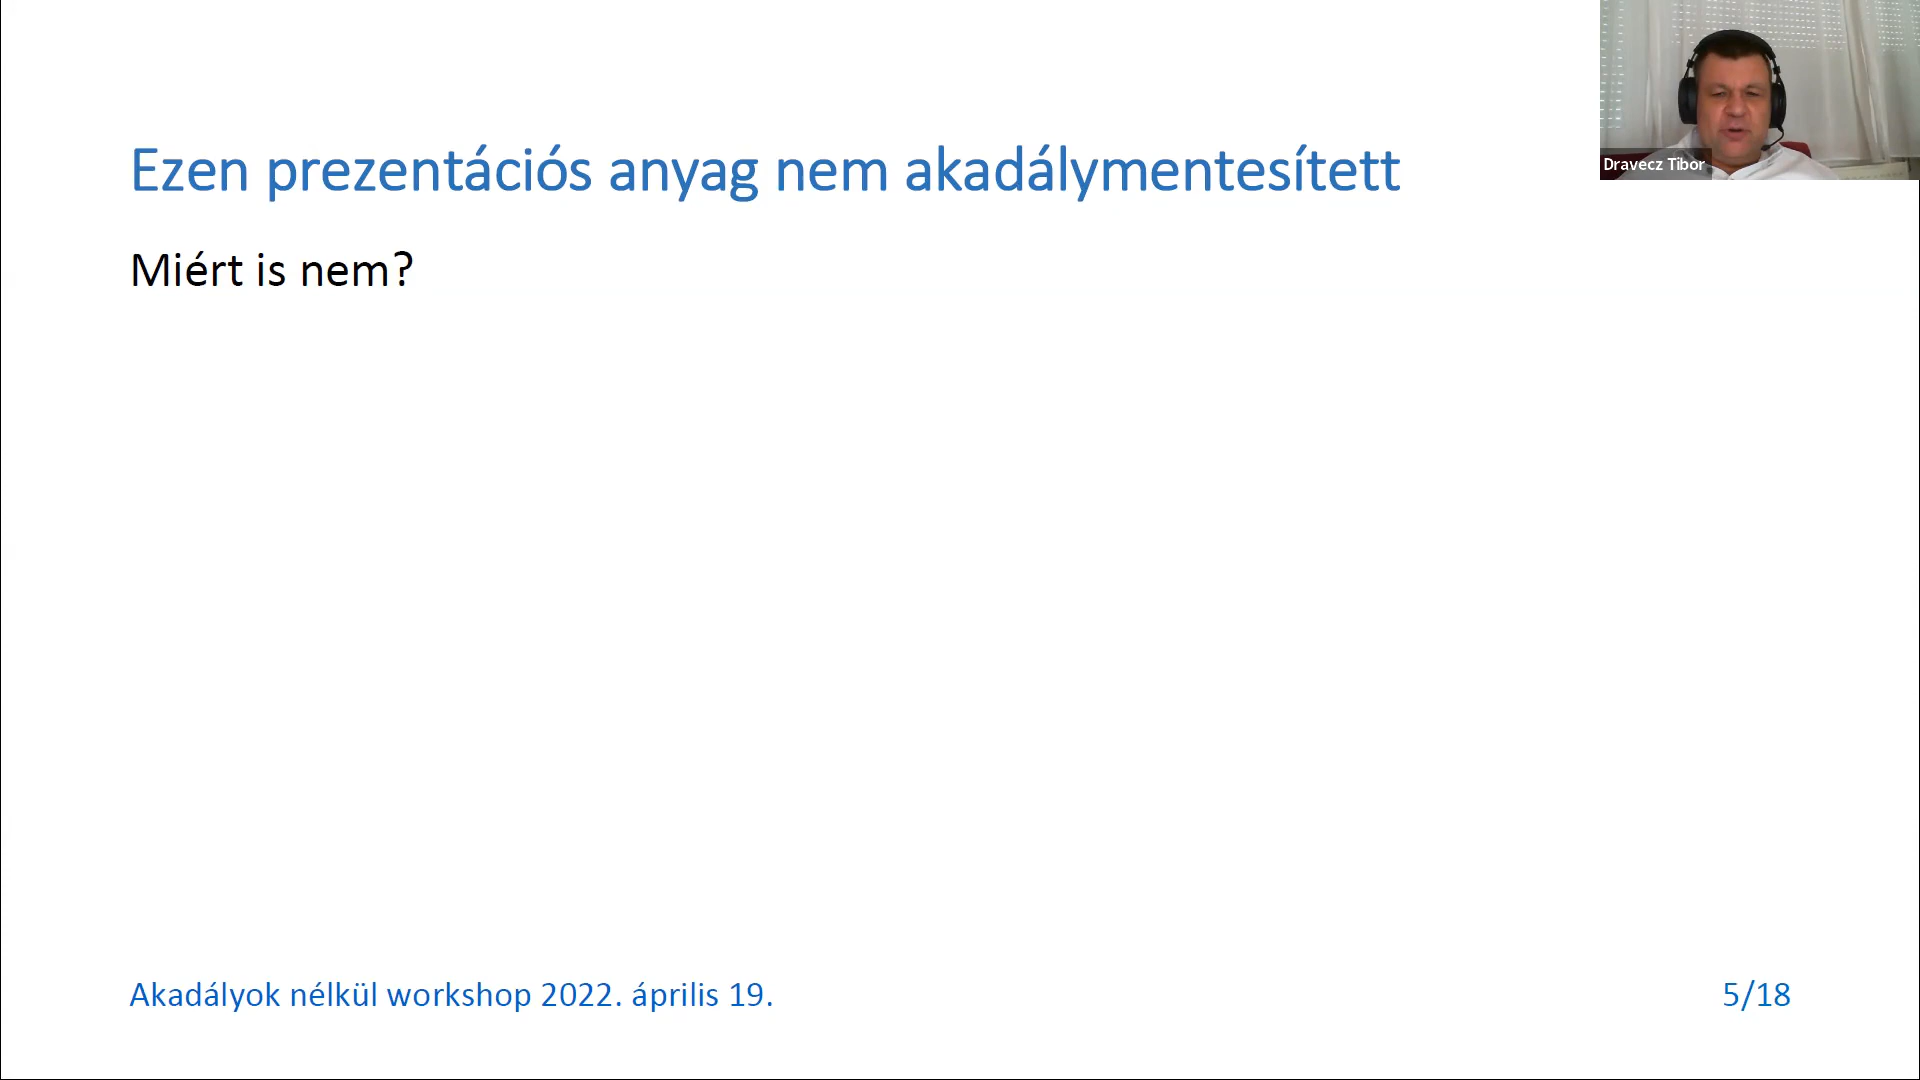 Ezen prezentációs anyag nem akadálymentesített
Dravecz Tibor
Miért is nem?
Akadályok nélkül workshop 2022. április 19.
5/18